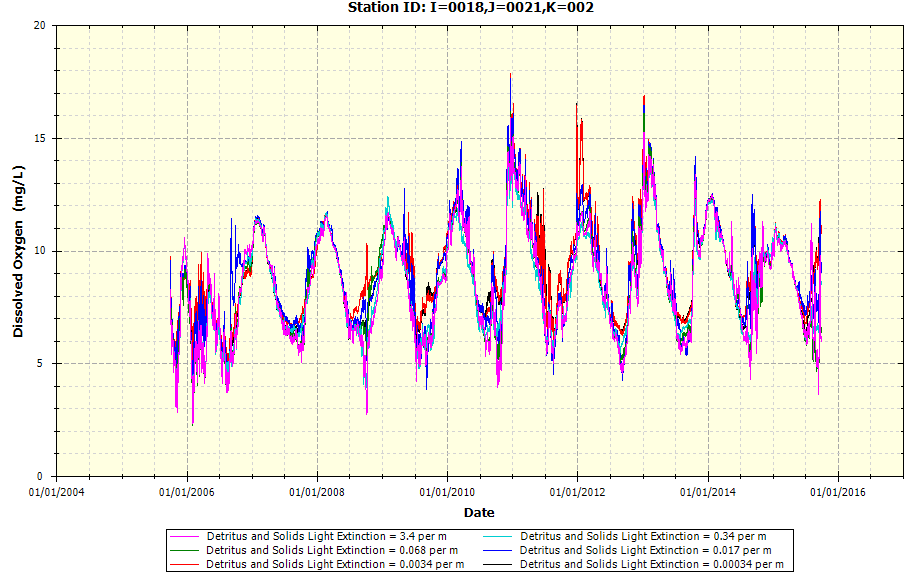 Station ID: I=0018,J=0021,K=002
20
15
10
5
0
Dissolved Oxygen (mg/L)
01/01/2004 01/01/2006 01/01/2008 01/01/2010 01/01/2012 01/01/2014 01/01/2016
Date
Detritus and Solids Light Extinction = 3.4 per m Detritus and Solids Light Extinction = 0.34 per m
Detritus and Solids Light Extinction = 0.068 per m Detritus and Solids Light Extinction = 0.017 per m
Detritus and Solids Light Extinction = 0.0034 per m Detritus and Solids Light Extinction = 0.00034 per m